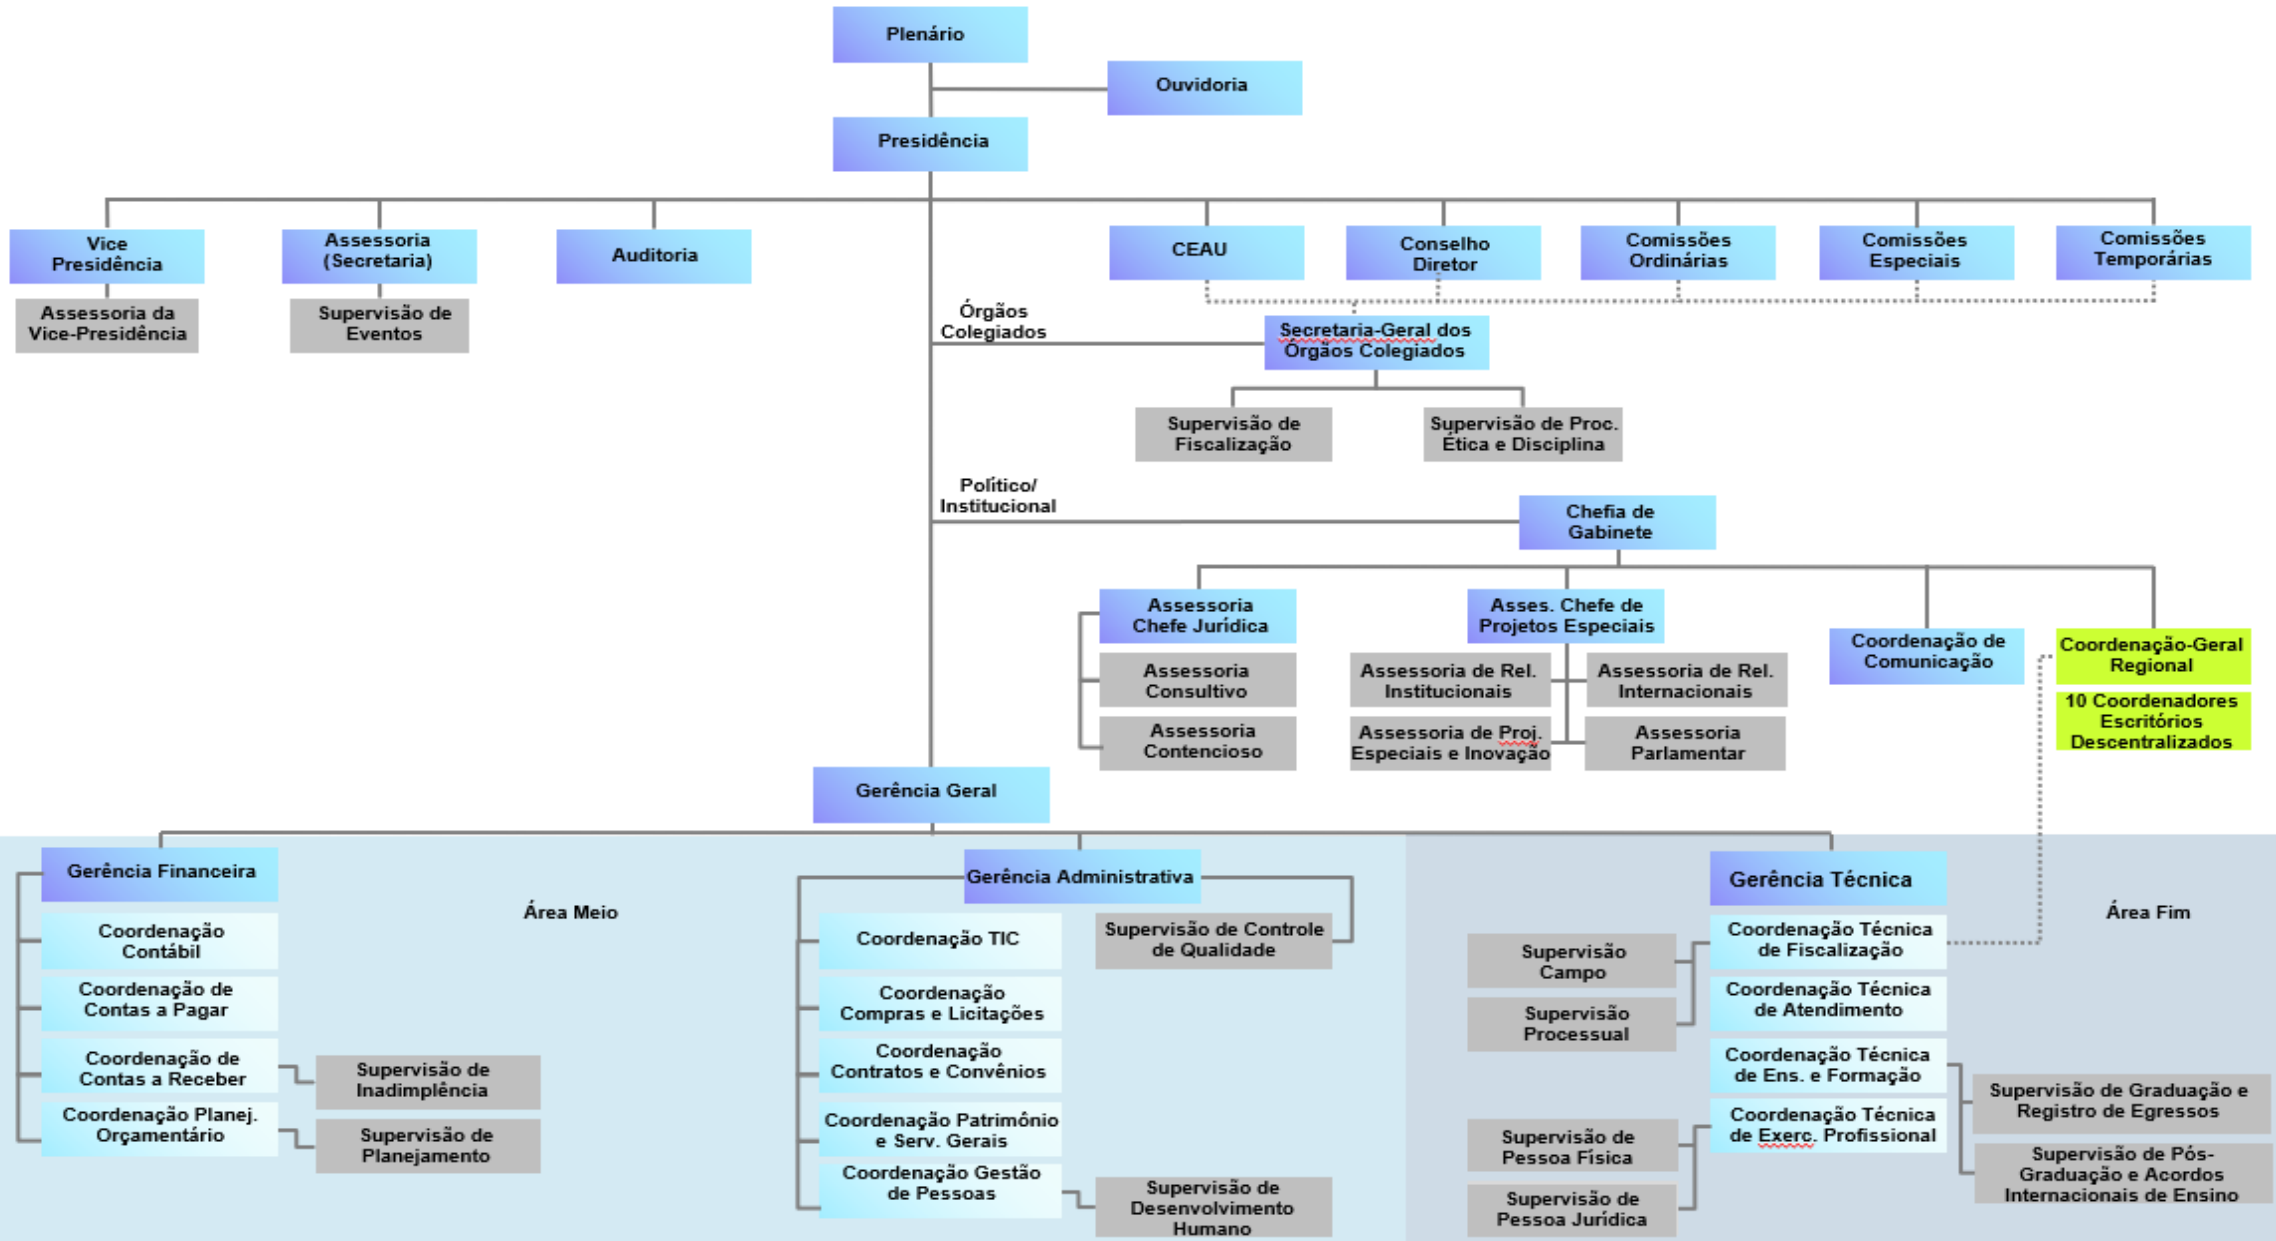 Plenário
Ouvidoria
Presidência
Vice
Presidência
Assessoria
(Secretaria)
Auditoria
CEAU
Conselho
Diretor
Comissões
Ordinárias
Comissões
Especiais
Comissões
Temporárias
Assessoria da
Vice-Presidência
Supervisão de
Eventos
Órgãos
Colegiados
Secretaria-Geral dos
Órgãos Colegiados
Supervisão de
Fiscalização
Supervisão de Proc.
Ética e Disciplina
Político/
Institucional
Chefia de
Gabinete
Assessoria
Chefe Jurídica
Asses. Chefe de
Projetos Especiais
Coordenação de
Comunicação
Coordenação-Geral
Regional
Assessoria
Consultivo
Assessoria de Rel.
Institucionais
Assessoria de Rel.
Internacionais
10 Coordenadores
Escritórios
Descentralizados
Assessoria
Contencioso
Assessoria de Proj.
Especiais e Inovação
Assessoria
Parlamentar
Gerência Geral
Gerência Financeira
Área Meio
Coordenação
Contábil
Coordenação de
Contas a Pagar
Coordenação de
Contas a Receber
Supervisão de
Inadimplência
Coordenação Planej.
Orçamentário
Supervisão de
Planejamento
Gerência Administrativa
Coordenação TIC
Supervisão de Controle
de Qualidade
Coordenação
Compras e Licitações
Coordenação
Contratos e Convênios
Coordenação Patrimônio
e Serv. Gerais
Coordenação Gestão
de Pessoas
Supervisão de
Desenvolvimento
Humano
Gerência Técnica
Área Fim
Coordenação Técnica
de Fiscalização
Supervisão
Campo
Supervisão
Processual
Coordenação Técnica
de Atendimento
Coordenação Técnica
de Ens. e Formação
Supervisão de Graduação e
Registro de Egressos
Supervisão de Pós-
Graduação e Acordos
Internacionais de Ensino
Coordenação Técnica
de Exerc. Profissional
Supervisão de
Pessoa Física
Supervisão de
Pessoa Jurídica